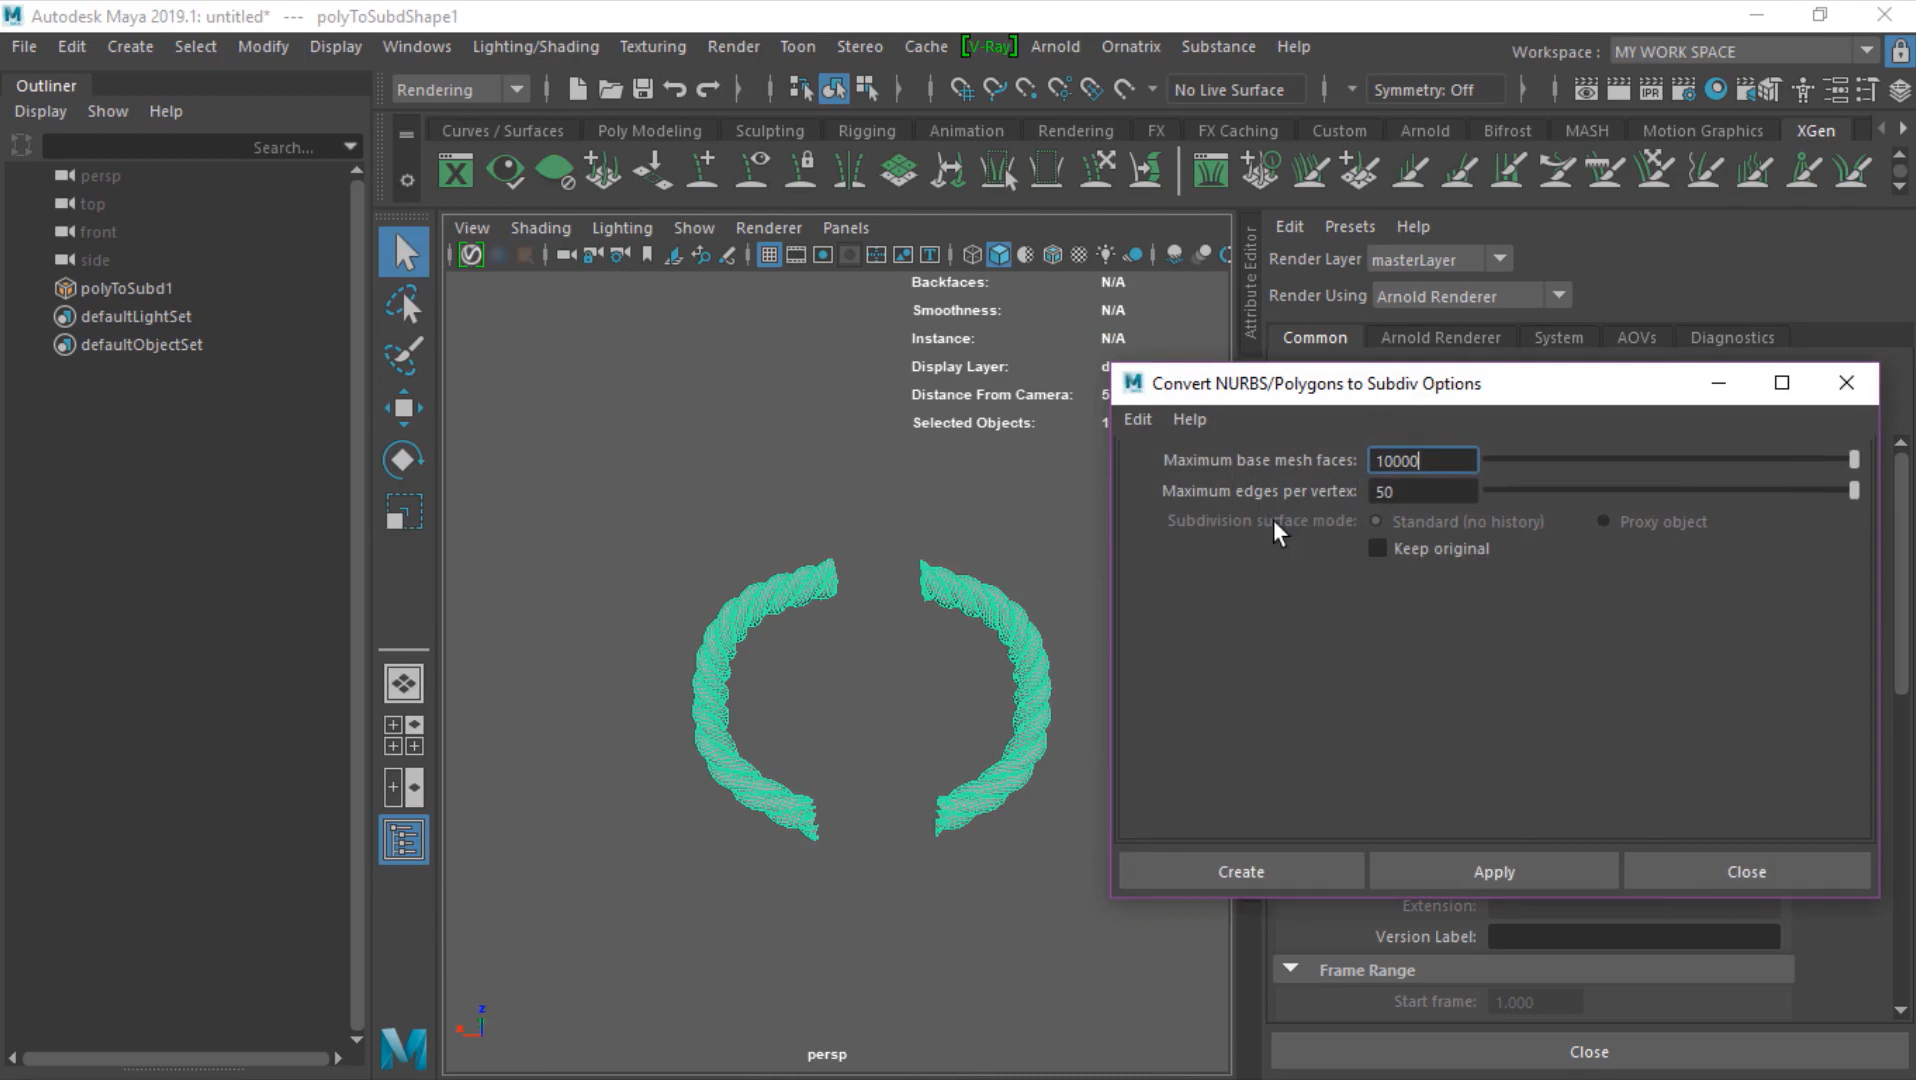 Autodesk Maya 2019.1: untitled* --- polyToSubdShape1
File Edit Create Select Modify Display Windows Lighting/Shading Texturing Render Toon Stereo Cache [V-Ray] Arnold Ornatrix Substance Help
Workspace : MY WORK SPACE
Outliner
Display Show Help
Search...
persp
top
front
side
polyToSubd1
defaultLightSet
defaultObjectSet
Rendering
No Live Surface
Symmetry: Off
IPR
Curves / Surfaces Poly Modeling Sculpting Rigging Animation Rendering FX FX Caching Custom Arnold Bifrost MASH Motion Graphics XGen
View Shading Lighting Show Renderer Panels
Backfaces: N/A
Smoothness: N/A
Instance: N/A
Display Layer: d
Distance From Camera: 5
Selected Objects: 1
persp
z
x
Attribute Editor
Edit Presets Help
Render Layer masterLayer
Render Using Arnold Renderer
Common Arnold Renderer System AOVs Diagnostics
Convert NURBS/Polygons to Subdiv Options
Edit Help
Maximum base mesh faces: 10000
Maximum edges per vertex: 50
Subdivision surface mode: Standard (no history) Proxy object
Keep original
Create Apply Close
Extension:
Version Label:
Frame Range
Start frame: 1.000
Close